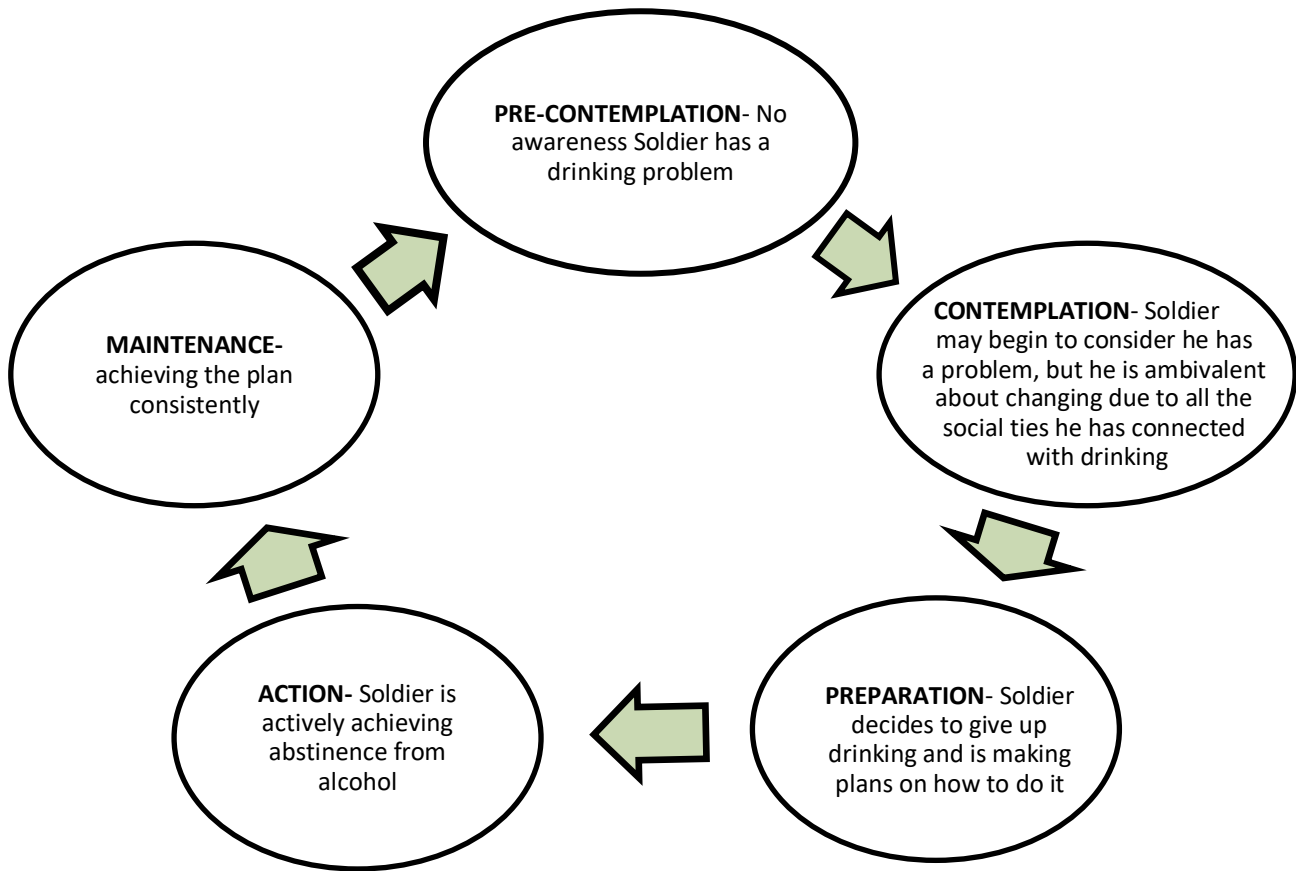 PRE-CONTEMPLATION- No
awareness Soldier has a
drinking problem
CONTEMPLATION- Soldier
may begin to consider he has
a problem, but he is ambivalent
about changing due to all the
social ties he has connected
with drinking
PREPARATION- Soldier
decides to give up
drinking and is making
plans on how to do it
ACTION- Soldier is
actively achieving
abstinence from
alcohol
MAINTENANCE-
achieving the plan
consistently